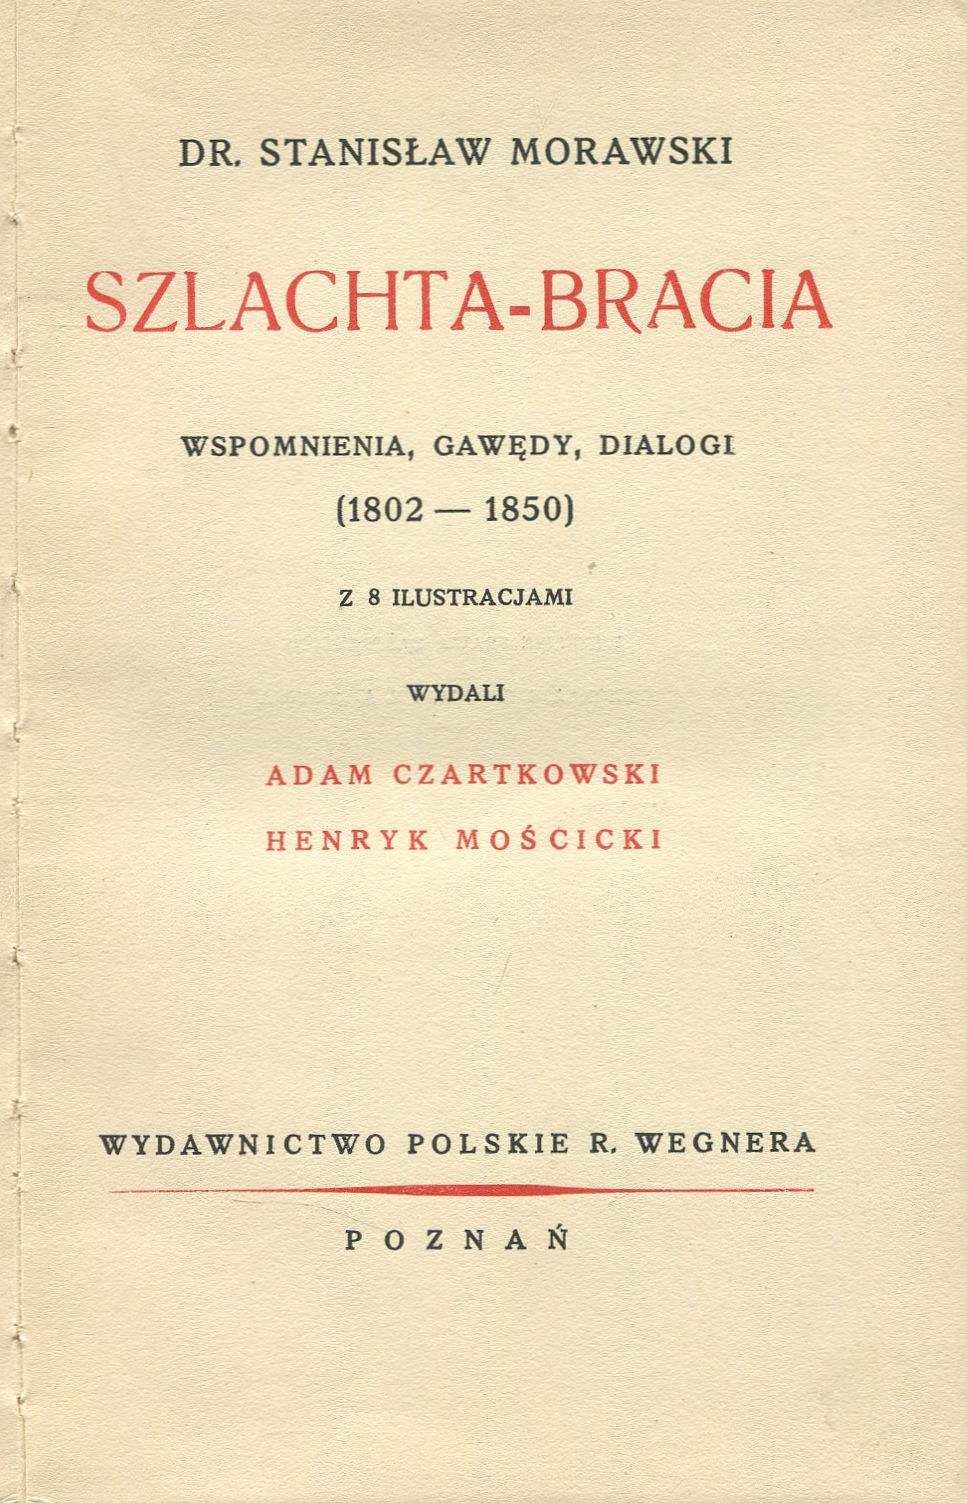 DR. STANISŁAW MORAWSKI
SZLACHTA-BRACIA
WSPOMNIENIA, GAWĘDY, DIALOGI
(1802 — 1850)
Z 8 ILUSTRACJAMI
WYDALI
ADAM CZARTKOWSKI
HENRYK MOŚCICKI
WYDAWNICTWO POLSKIE R. WEGNERA
POZNAŃ